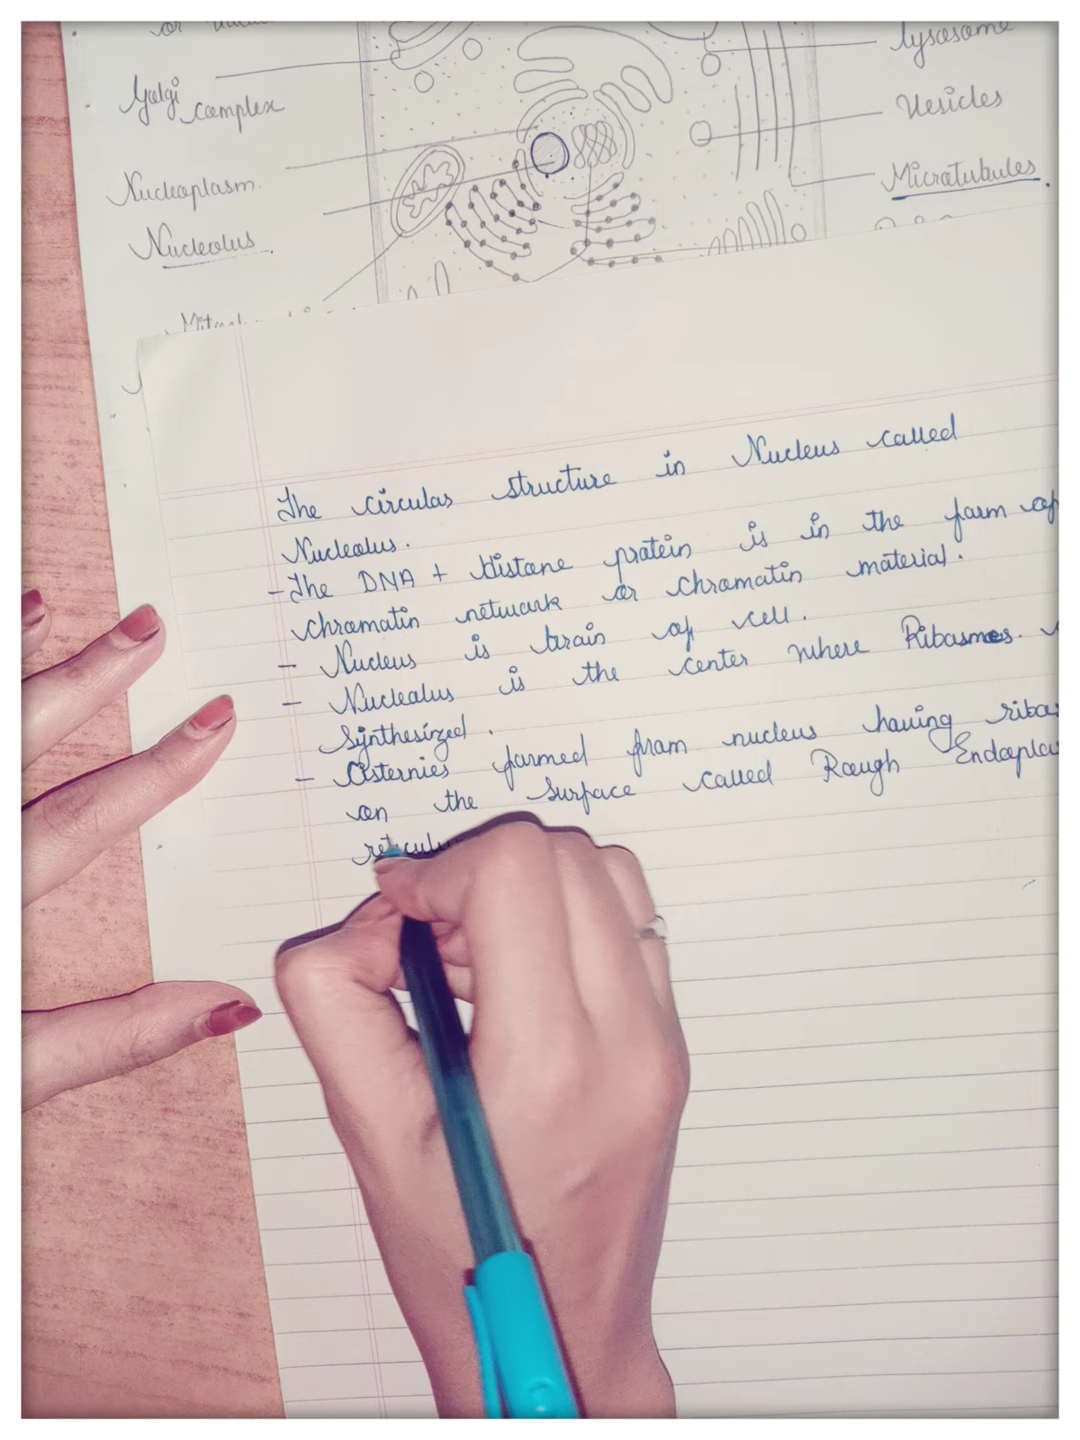 Golgi
complex
Nucleoplasm.
Nucleolus.
lysosome
Vesicles
Microtubules.
The circular structure in Nucleus called
Nucleolus.
- The DNA + histone protein is in the form of
chromatin network or chromatin material.
- Nucleus is brain of cell.
- Nucleolus is the center where Ribosmes.
Synthesized.
- Cisternies formed from nucleus having
on the Surface called Rough